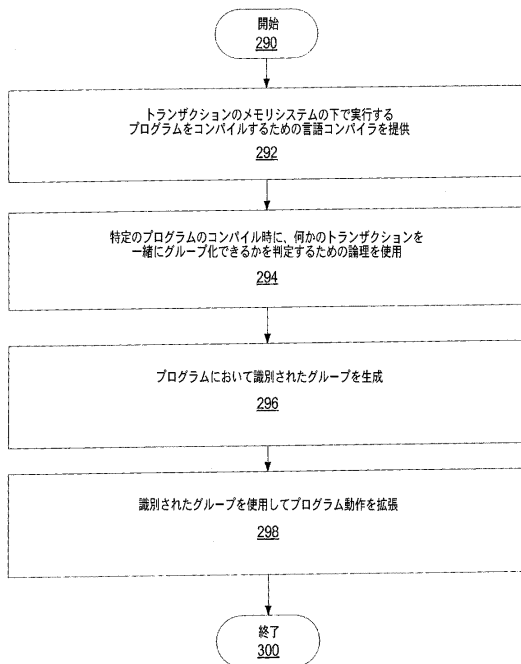 開始
290
トランザクションのメモリシステムの下で実行する
プログラムをコンパイルするための言語コンパイラを提供
292
特定のプログラムのコンパイル時に、何かのトランザクションを
一緒にグループ化できるかを判定するための論理を使用
294
プログラムにおいて識別されたグループを生成
296
識別されたグループを使用してプログラム動作を拡張
298
終了
300